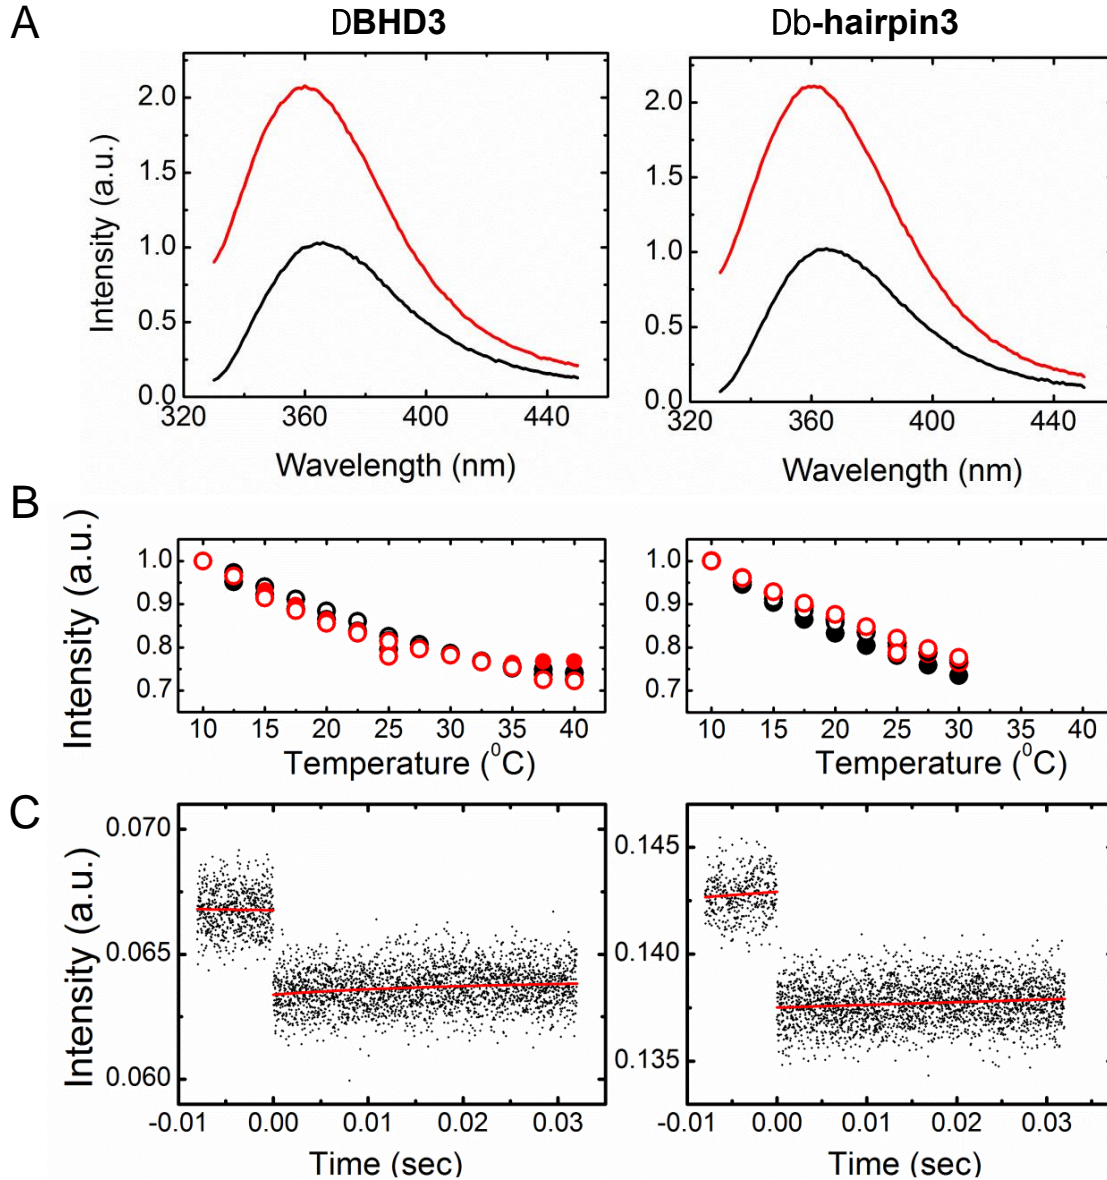 A
DBHD3
Db-hairpin3
Intensity (a.u.)
2.0
1.5
1.0
0.5
0.0
320 360 400 440
Wavelength (nm)
2.0
1.5
1.0
0.5
0.0
320 360 400 440
Wavelength (nm)
B
Intensity (a.u.)
1.0
0.9
0.8
0.7
10 15 20 25 30 35 40
Temperature (⁰C)
1.0
0.9
0.8
0.7
10 15 20 25 30 35 40
Temperature (⁰C)
C
Intensity (a.u.)
0.070
0.065
0.060
-0.01 0.00 0.01 0.02 0.03
Time (sec)
0.145
0.140
0.135
-0.01 0.00 0.01 0.02 0.03
Time (sec)